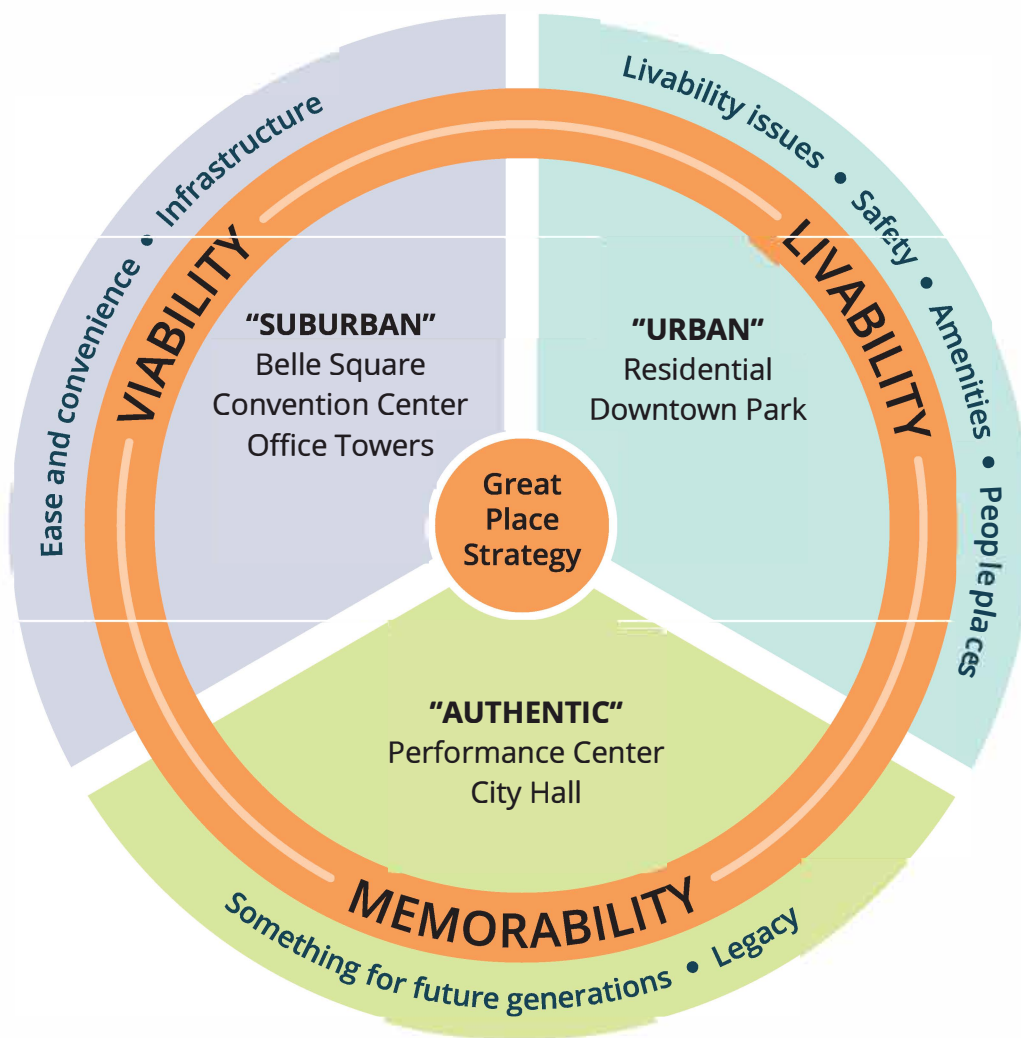 Ease and convenience • Infrastructure
Livability issues • Safety • Amenities • People places
VIABILITY
LIVABILITY
“SUBURBAN”
Belle Square
Convention Center
Office Towers
“URBAN”
Residential
Downtown Park
Great
Place
Strategy
“AUTHENTIC”
Performance Center
City Hall
MEMORABILITY
Something for future generations • Legacy